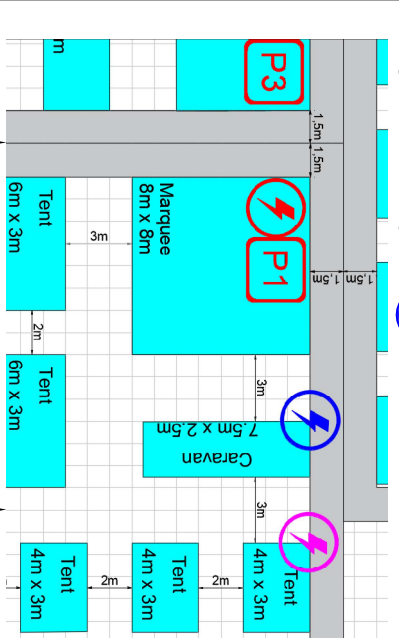 m
P3
1,5m
1,5m
Tent
6m x 3m
3m
Marquee
8m x 8m
P1
1,5m
1,5m
2m
Tent
6m x 3m
3m
Caravan
7.5m x 2.5m
3m
Tent
4m x 3m
2m
Tent
4m x 3m
2m
Tent
4m x 3m